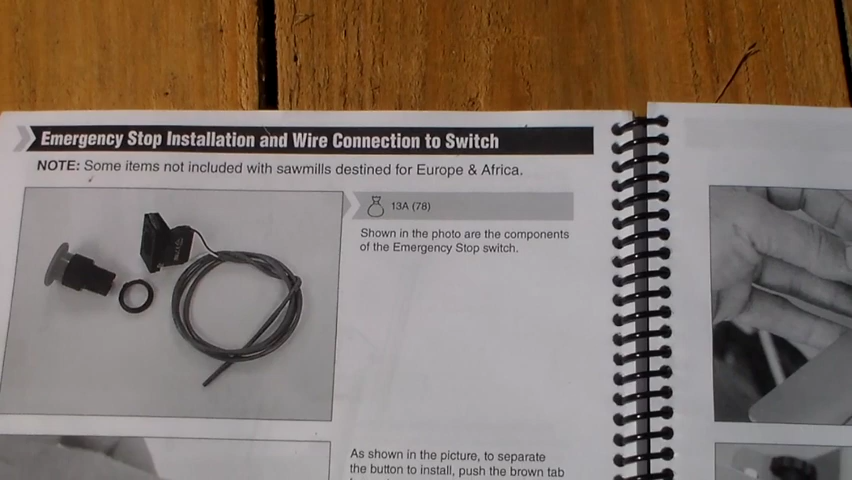 Emergency Stop Installation and Wire Connection to Switch
NOTE: Some items not included with sawmills destined for Europe & Africa.
13A (78)
Shown in the photo are the components
of the Emergency Stop switch.
As shown in the picture, to separate
the button to install, push the brown tab